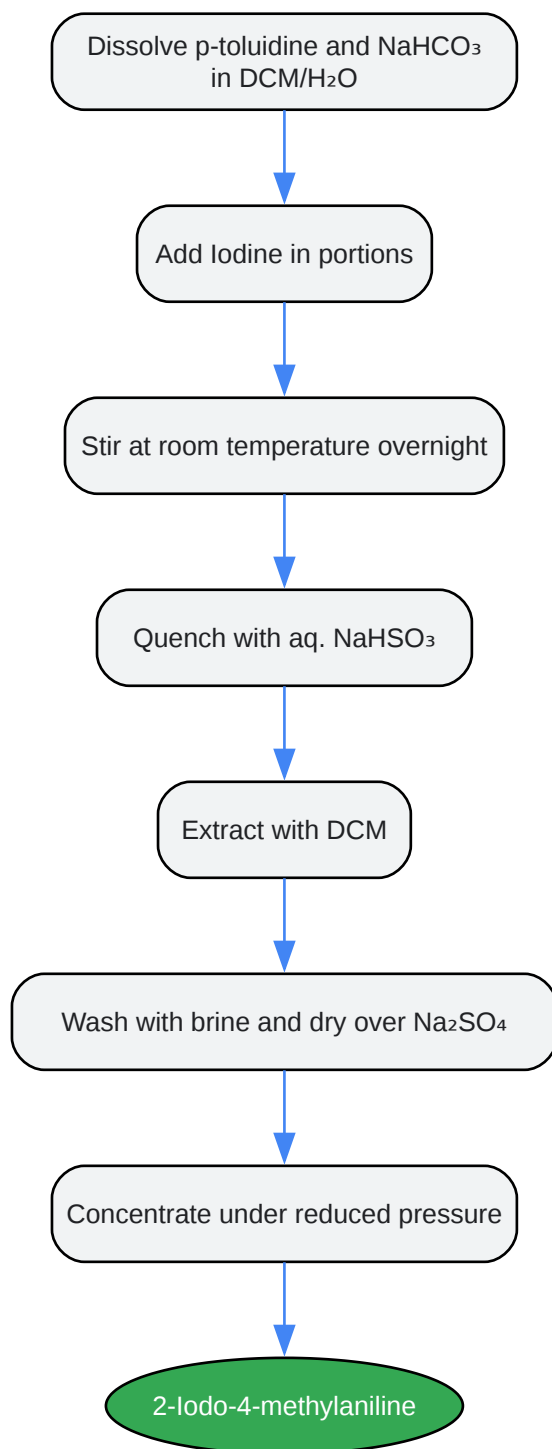 Dissolve p-toluidine and NaHCO₃
in DCM/H₂O
Add Iodine in portions
Stir at room temperature overnight
Quench with aq. NaHSO₃
Extract with DCM
Wash with brine and dry over Na₂SO₄
Concentrate under reduced pressure
2-Iodo-4-methylaniline